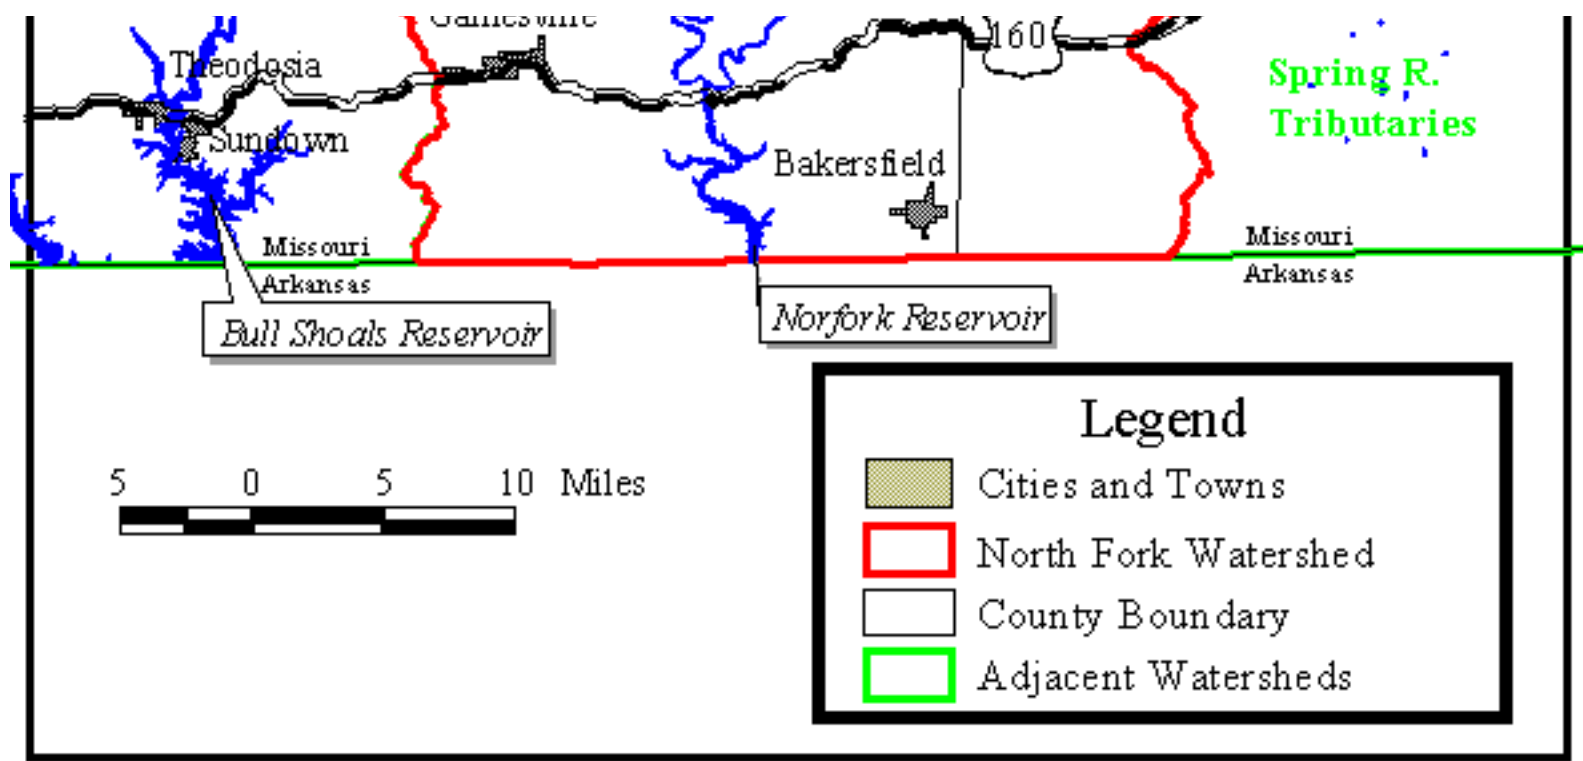 Gainesville
160
Theodosia
Spring R.
Tributaries
Sundown
Bakersfield
Missouri
Arkansas
Missouri
Arkansas
Bull Shoals Reservoir
Norfork Reservoir
Legend
5 0 5 10 Miles
Cities and Towns
North Fork Watershed
County Boundary
Adjacent Watersheds